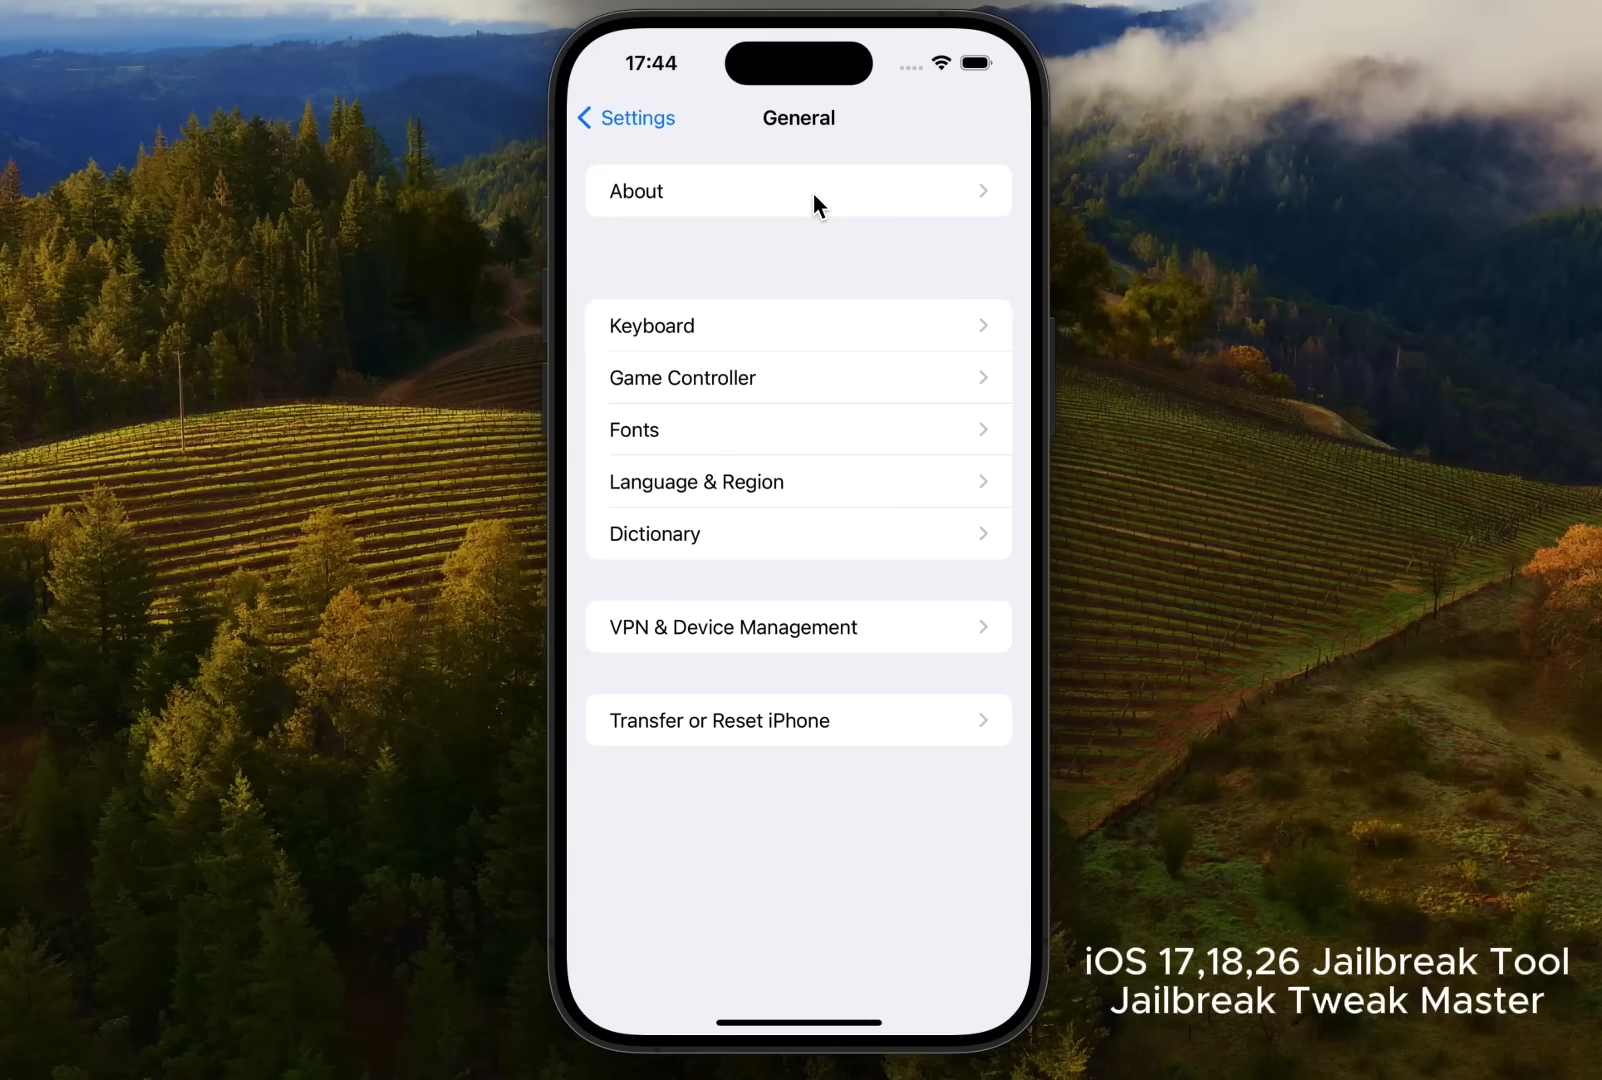 17:44
Settings
General
About
Keyboard
Game Controller
Fonts
Language & Region
Dictionary
VPN & Device Management
Transfer or Reset iPhone
iOS 17,18,26 Jailbreak Tool
Jailbreak Tweak Master